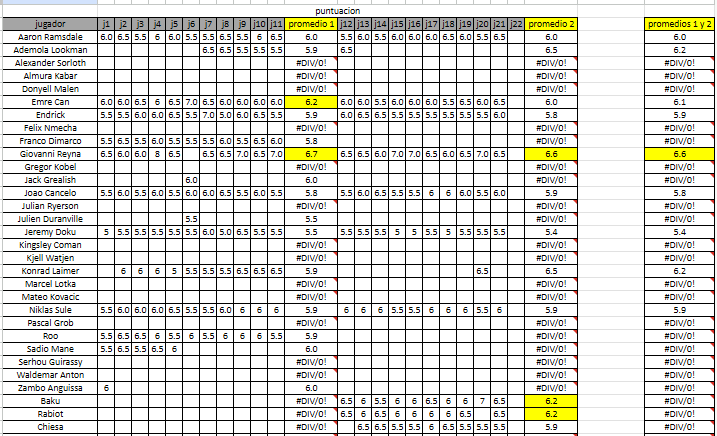 puntuacion
jugador j1 j2 j3 j4 j5 j6 j7 j8 j9 j10 j11 promedio 1 j12 j13 j14 j15 j16 j17 j18 j19 j20 j21 j22 promedio 2 promedios 1 y 2
Aaron Ramsdale 6.0 6.5 5.5 6 6.0 5.5 5.5 6.5 5.5 6 6.5 6.0 5.5 6.0 5.5 6.0 6.0 6.0 6.5 6.0 5.5 6.5 6.0 6.0
Ademola Lookman 6.5 6.5 5.5 5.5 5.5 5.9 6.5 6.5 6.2
Alexander Sorloth #DIV/0! #DIV/0! #DIV/0!
Almura Kabar #DIV/0! #DIV/0! #DIV/0!
Donyell Malen #DIV/0! #DIV/0! #DIV/0!
Emre Can 6.0 6.0 6.5 6 6.5 7.0 6.5 6.0 6.0 6.0 6.0 6.2 6.0 6.0 5.5 6.0 6.0 6.0 5.5 6.5 6.0 6.5 6.0 6.1
Endrick 5.5 5.5 6.0 6.0 6.5 5.5 7.0 5.0 6.0 6.5 5.5 5.9 6.0 6.5 6.5 5.5 5.5 5.5 5.5 5.5 5.5 6.0 5.8 5.9
Felix Nmecha #DIV/0! #DIV/0! #DIV/0!
Franco Dimarco 5.5 6.5 5.5 6.0 5.5 5.5 5.5 6.0 5.5 6.5 6.0 5.8 #DIV/0! #DIV/0!
Giovanni Reyna 6.5 6.0 6.0 8 6.5 6.5 6.5 7.0 6.5 7.0 6.7 6.5 6.5 6.0 7.0 7.0 6.5 6.0 6.5 7.0 6.5 6.6 6.6
Gregor Kobel #DIV/0! #DIV/0! #DIV/0!
Jack Grealish 6.0 6.0 #DIV/0! #DIV/0!
Joao Cancelo 5.5 6.0 5.5 6.0 5.5 6.0 6.0 6.5 5.5 6.0 5.5 5.8 5.5 6.0 6.5 5.5 5.5 6 6 6.0 5.5 6.0 5.9 5.8
Julian Ryerson #DIV/0! #DIV/0! #DIV/0!
Julien Duranville 5.5 5.5 #DIV/0! #DIV/0!
Jeremy Doku 5 5.5 5.5 5.5 5.5 5.5 6.0 5.0 6.5 5.5 5.5 5.5 5.5 5.5 5.5 5 5 5.5 5 5.5 5.5 5.5 5.4 5.4
Kingsley Coman #DIV/0! #DIV/0! #DIV/0!
Kjell Watjen #DIV/0! #DIV/0! #DIV/0!
Konrad Laimer 6 6 6 5 5.5 5.5 5.5 6.5 6.5 6.5 5.9 6.5 6.5 6.2
Marcel Lotka #DIV/0! #DIV/0! #DIV/0!
Mateo Kovacic #DIV/0! #DIV/0! #DIV/0!
Niklas Sule 5.5 6.0 6.0 6.0 6.5 5.5 5.5 6.0 6 6 6 5.9 6 6 6 5.5 5.5 6 6 6 5.5 6 5.9 5.9
Pascal Grob #DIV/0! #DIV/0! #DIV/0!
Roo 5.5 6.5 6.5 6 5.5 6 5.5 6 6 6 5.5 5.9 #DIV/0! #DIV/0!
Sadio Mane 5.5 6.5 5.5 6.5 6 6.0 #DIV/0! #DIV/0!
Serhou Guirassy #DIV/0! #DIV/0! #DIV/0!
Waldemar Anton #DIV/0! #DIV/0! #DIV/0!
Zambo Anguissa 6 6.0 #DIV/0! #DIV/0!
Baku #DIV/0! 6.5 6 5.5 6 6 6.5 6 6 7 6.5 6.2 #DIV/0!
Rabiot #DIV/0! 6.5 6 6.5 6 6 6 6 6.5 6.5 6.2 #DIV/0!
Chiesa #DIV/0! 6.5 6.5 6.5 5.5 6 6.5 5.5 5.5 5.5 5.9 #DIV/0!